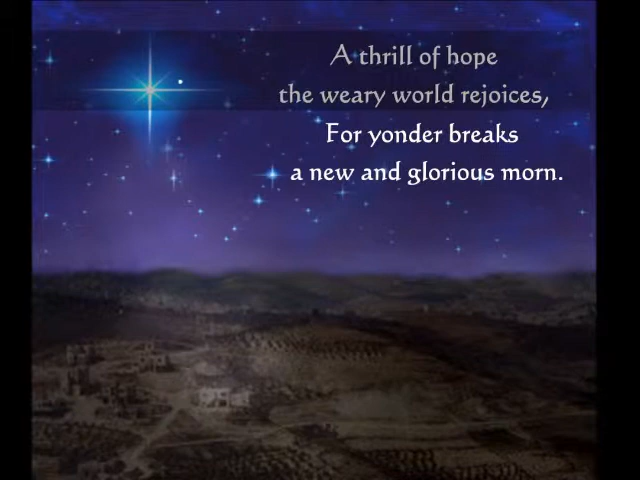 A thrill of hope
the weary world rejoices,
For yonder breaks
a new and glorious morn.